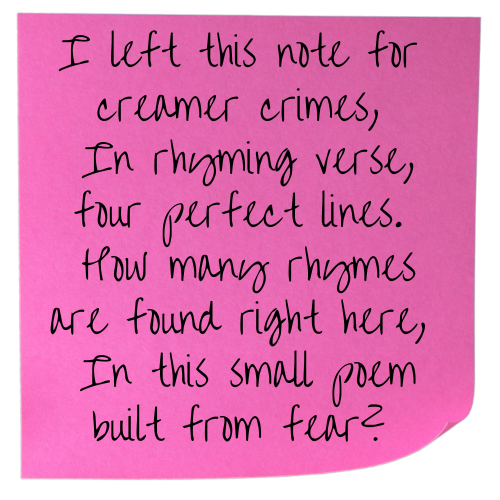 I left this note for
creamer crimes,
In rhyming verse,
four perfect lines.
How many rhymes
are found right here,
In this small poem
built from fear?